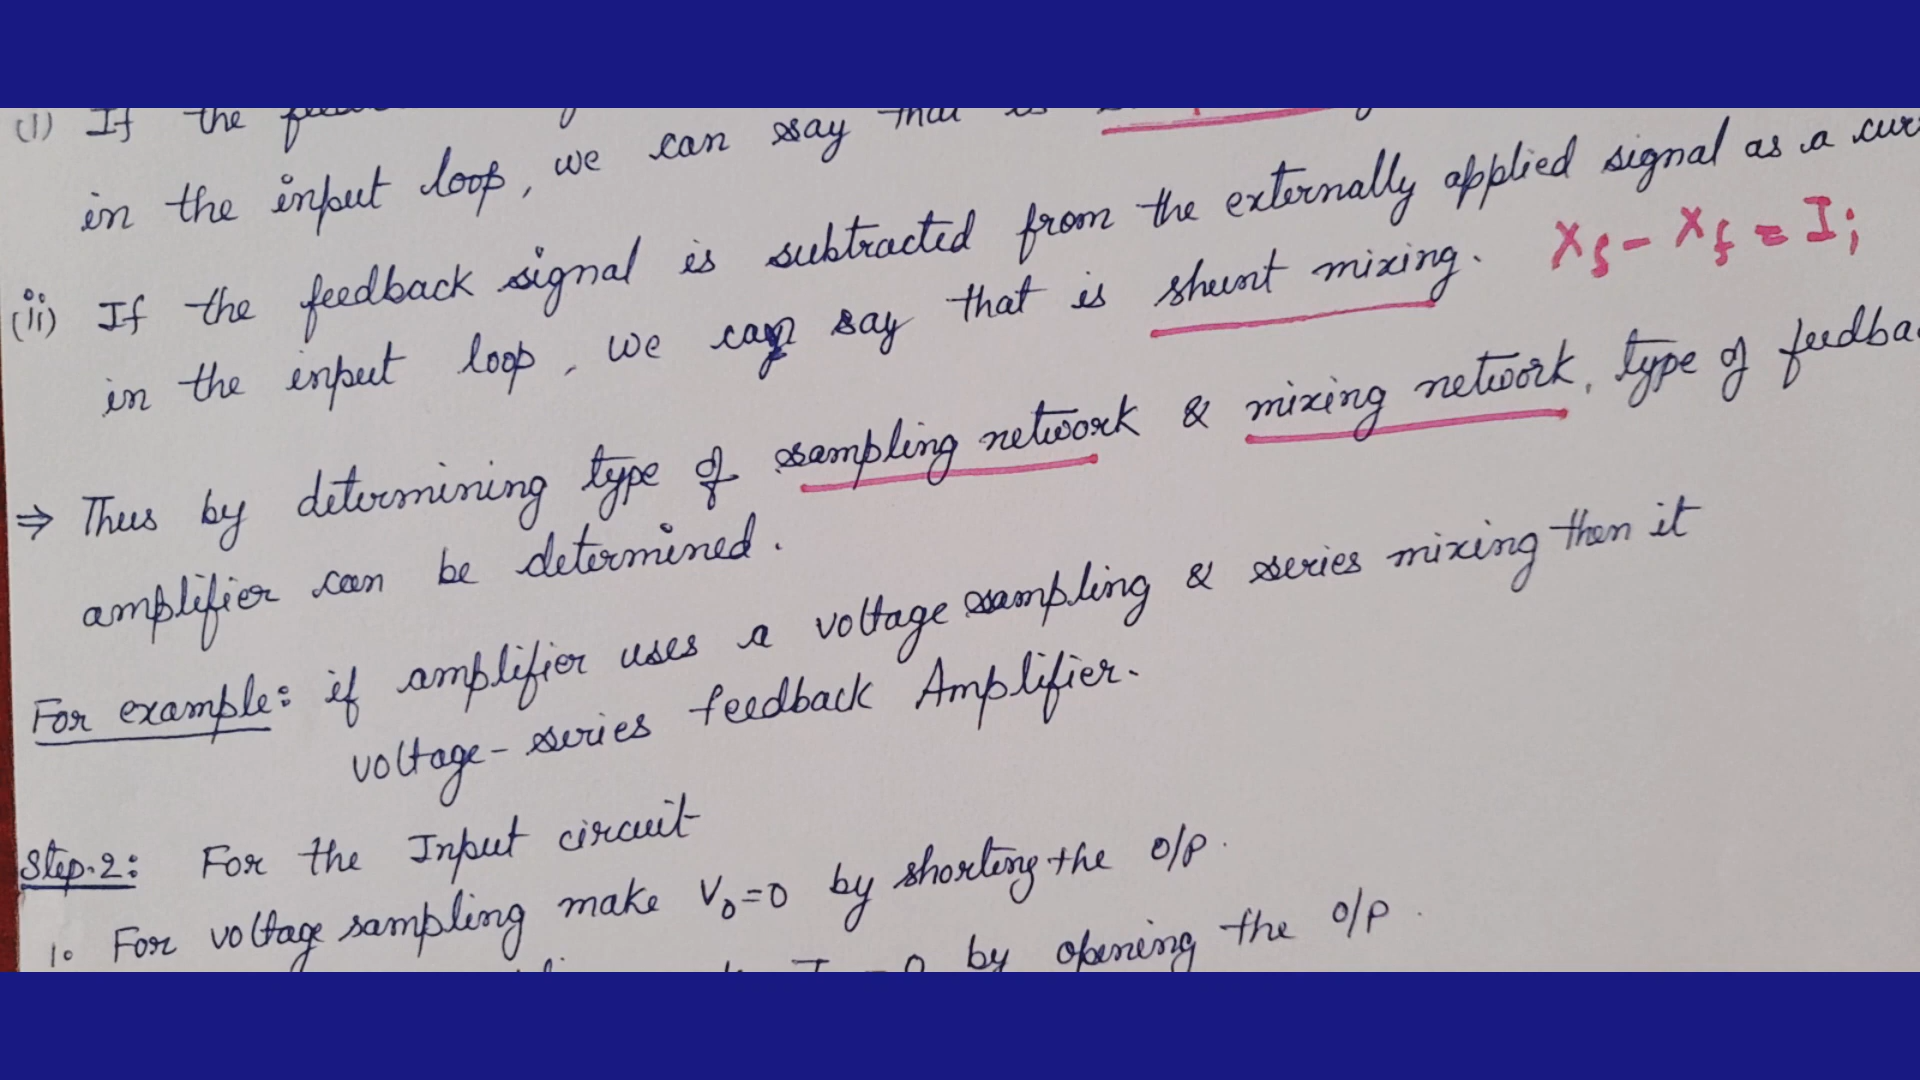 (i) If the
in the input loop, we can say that is
(ii) If the feedback signal is subtracted from the externally applied signal as a
in the input loop, we can say that is shunt mixing. Xs - Xf = Ii
⇒ Thus by determining type of sampling network & mixing network, type of
amplifier can be determined.
For example: if amplifier uses a voltage sampling & series mixing then it
voltage-series feedback Amplifier.
Step-2: For the Input circuit
1. For voltage sampling make Vo=0 by shorting the o/p.
by opening the o/p.